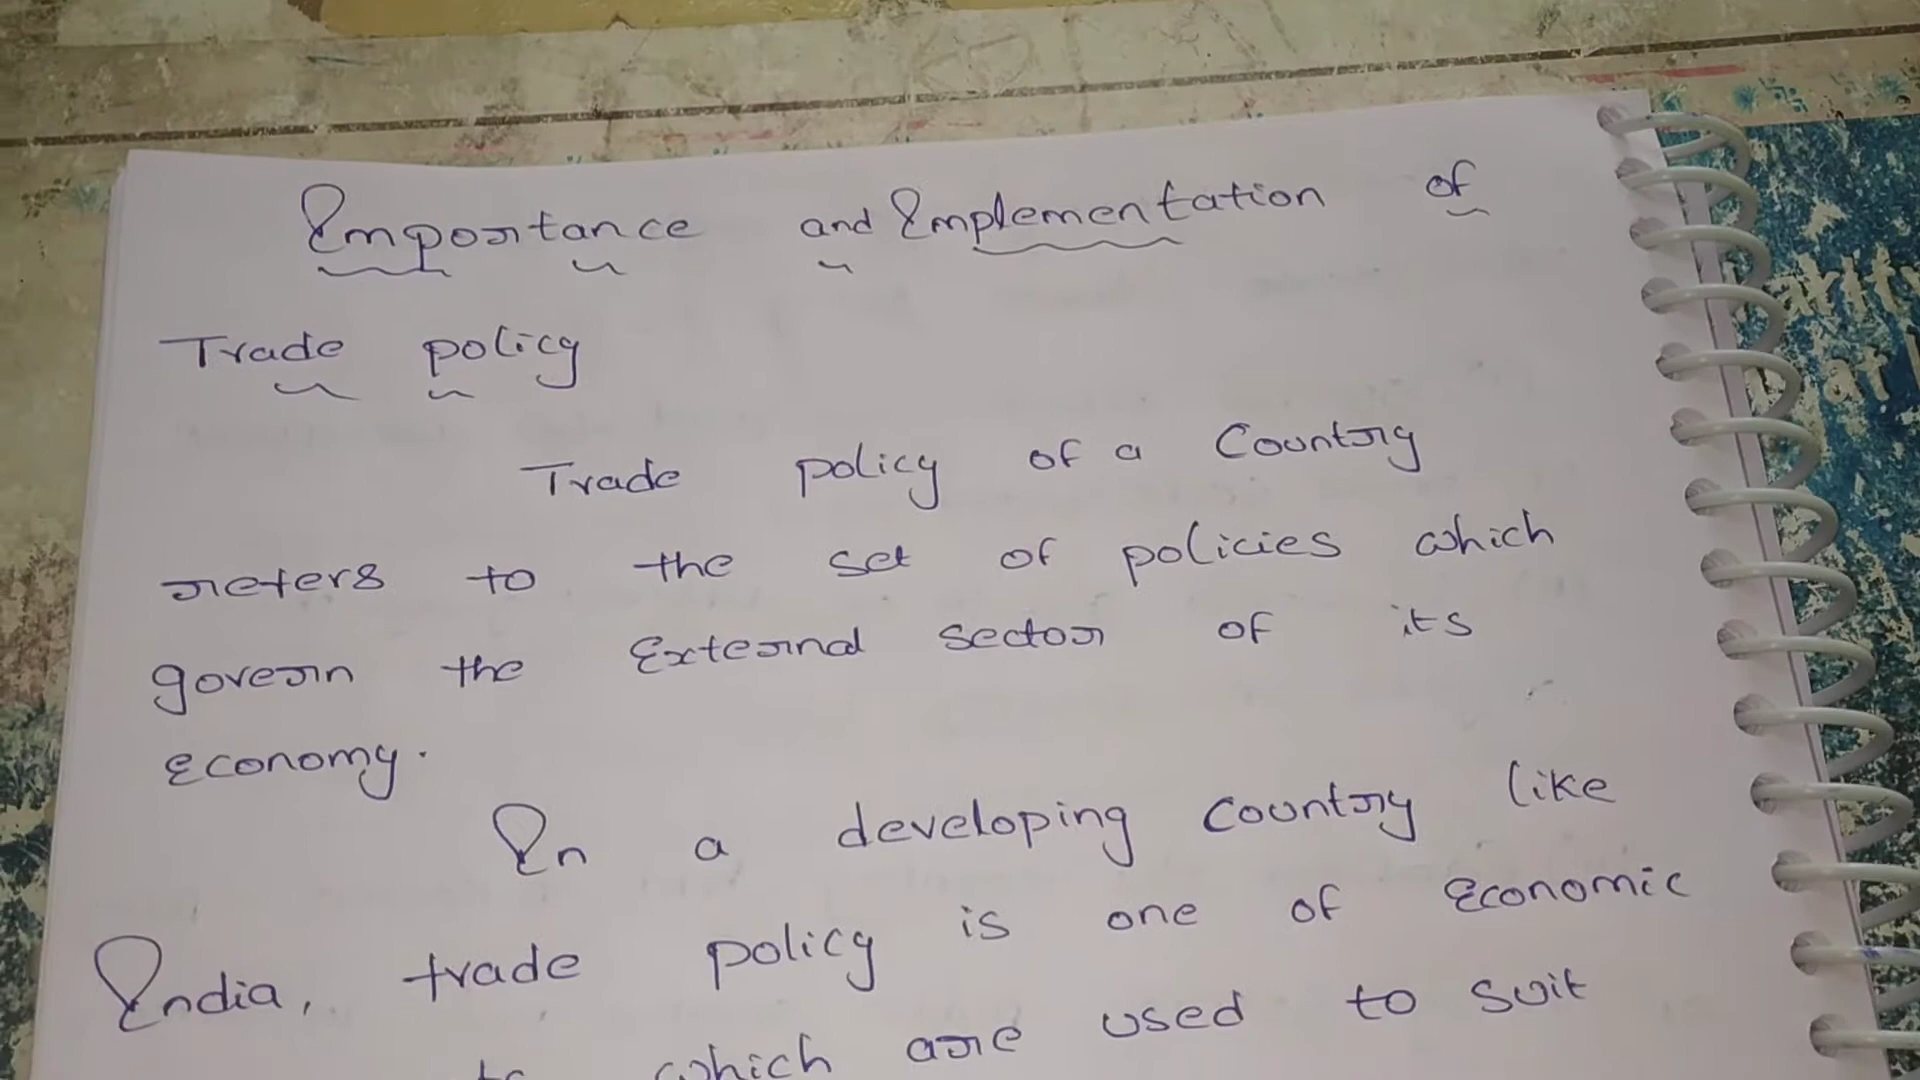 Importance and Implementation of
Trade policy
Trade policy of a Country
refers to the set of policies which
govern the External sector of its
Economy.
In a developing country like
India, trade policy is one of Economic
which are used to suit